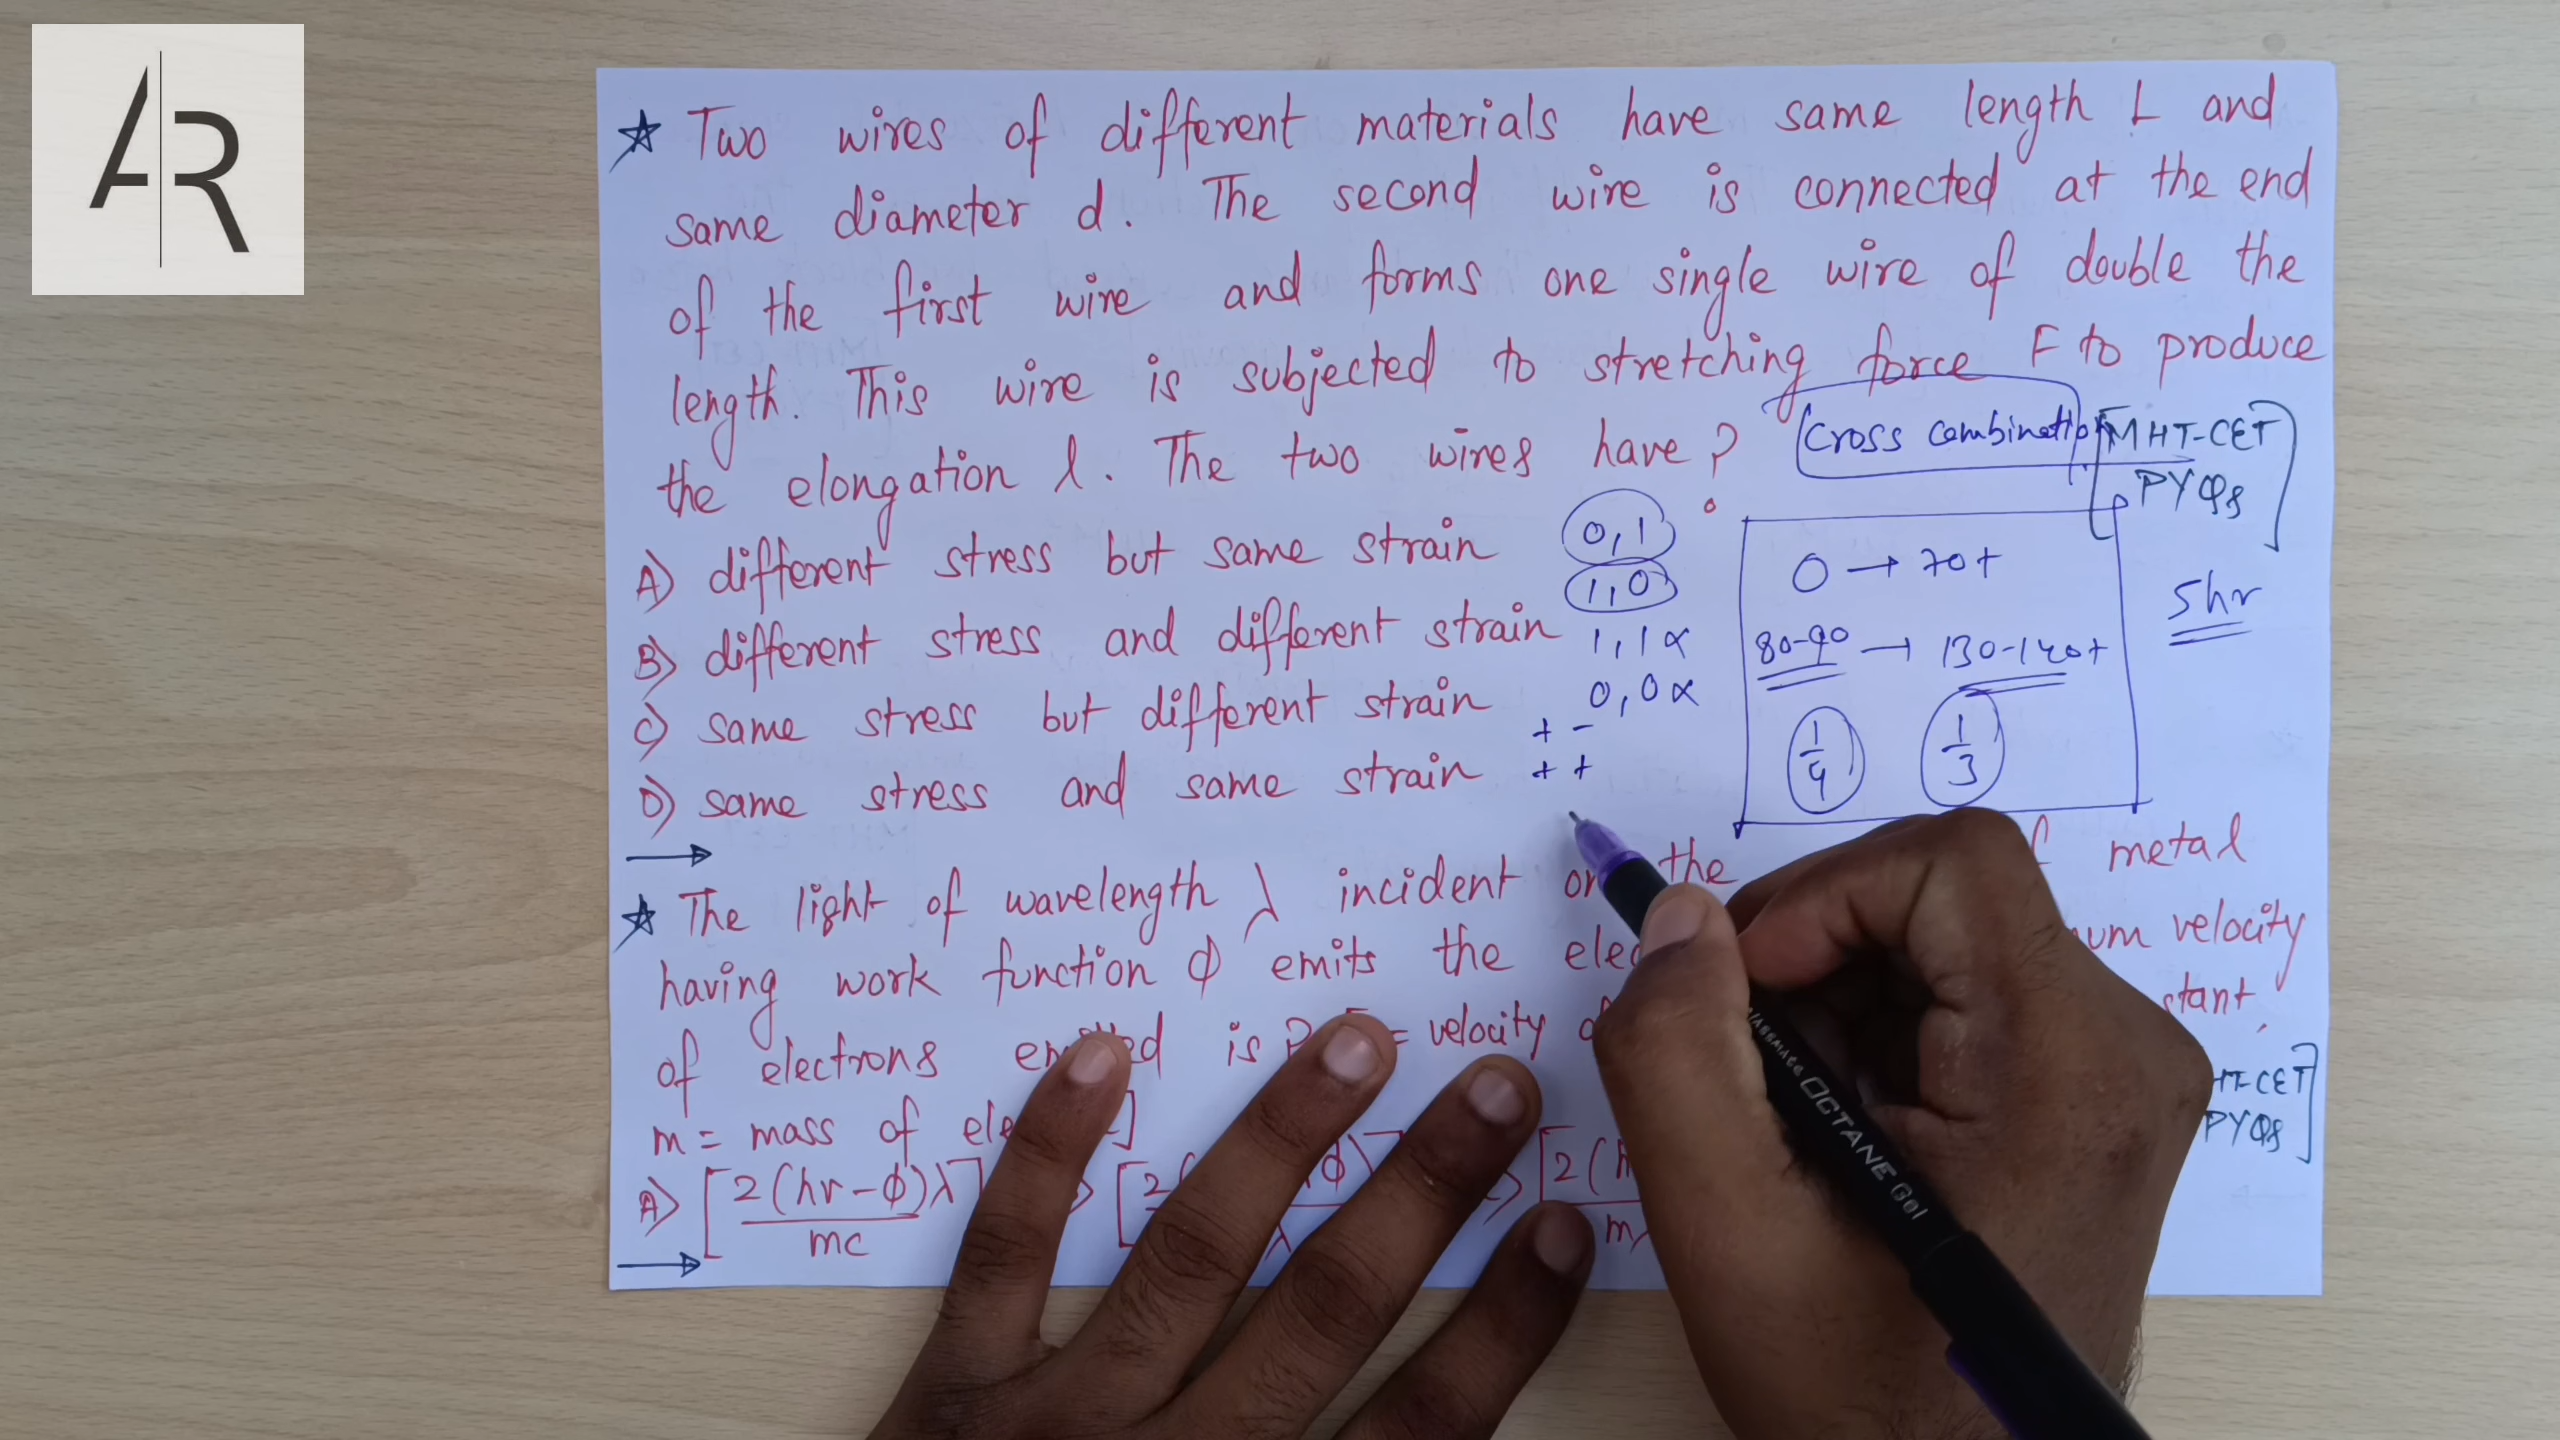 AR
☆ Two wires of different materials have same length L and
same diameter d. The second wire is connected at the end
of the first wire and forms one single wire of double the
length. This wire is subjected to stretching force F to produce
the elongation l. The two wires have?
Cross combination
[MHT-CET
PYQs]
A) different stress but same strain
0,1
1,0
B) different stress and different strain
1,1 ×
0,0 ×
C) same stress but different strain
+ -
D) same stress and same strain
+ +
0 → 70+
80-90 → 130-140+
1/4 1/3
5hr
→
☆ The light of wavelength λ incident on the metal
having work function φ emits the velocity
of electrons is = velocity
m = mass of
HT-CET
PYQs]
A) [2(hν-φ)λ / mc
→
OCTANE Gel